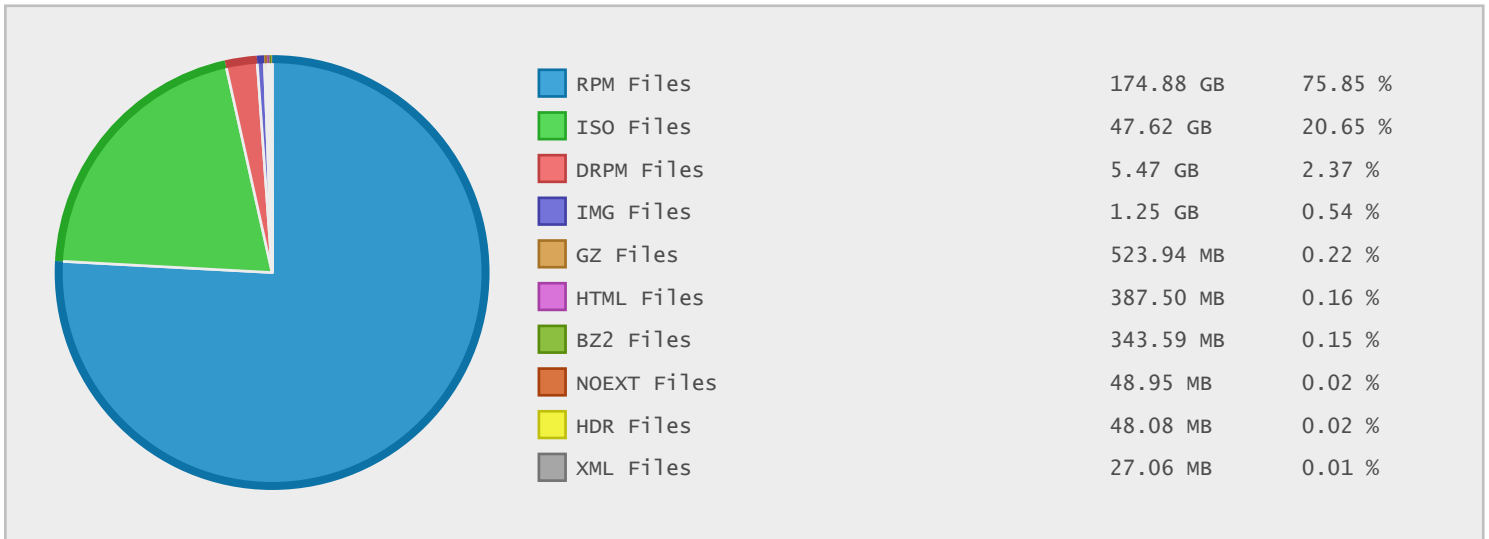 RPM Files 174.88 GB 75.85 %
ISO Files 47.62 GB 20.65 %
DRPM Files 5.47 GB 2.37 %
IMG Files 1.25 GB 0.54 %
GZ Files 523.94 MB 0.22 %
HTML Files 387.50 MB 0.16 %
BZ2 Files 343.59 MB 0.15 %
NOEXT Files 48.95 MB 0.02 %
HDR Files 48.08 MB 0.02 %
XML Files 27.06 MB 0.01 %